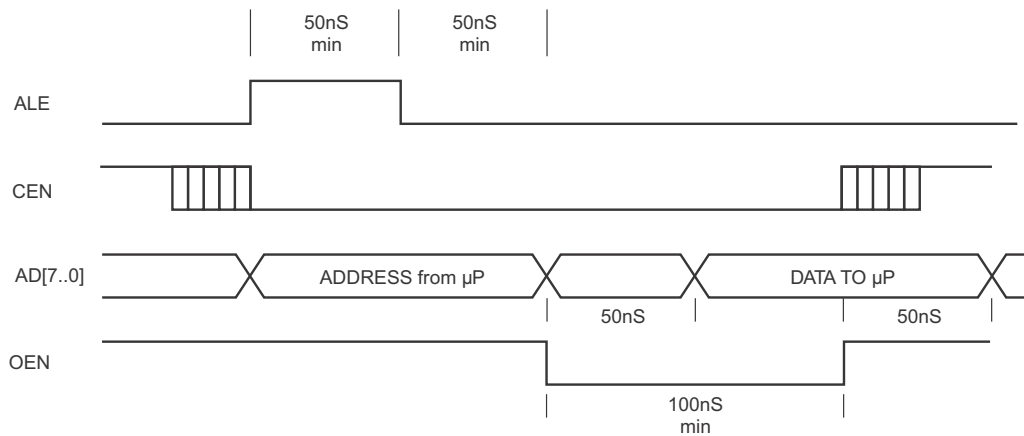 50nS
min
50nS
min
ALE
CEN
AD[7..0]
ADDRESS from µP
DATA TO µP
50nS
50nS
OEN
100nS
min